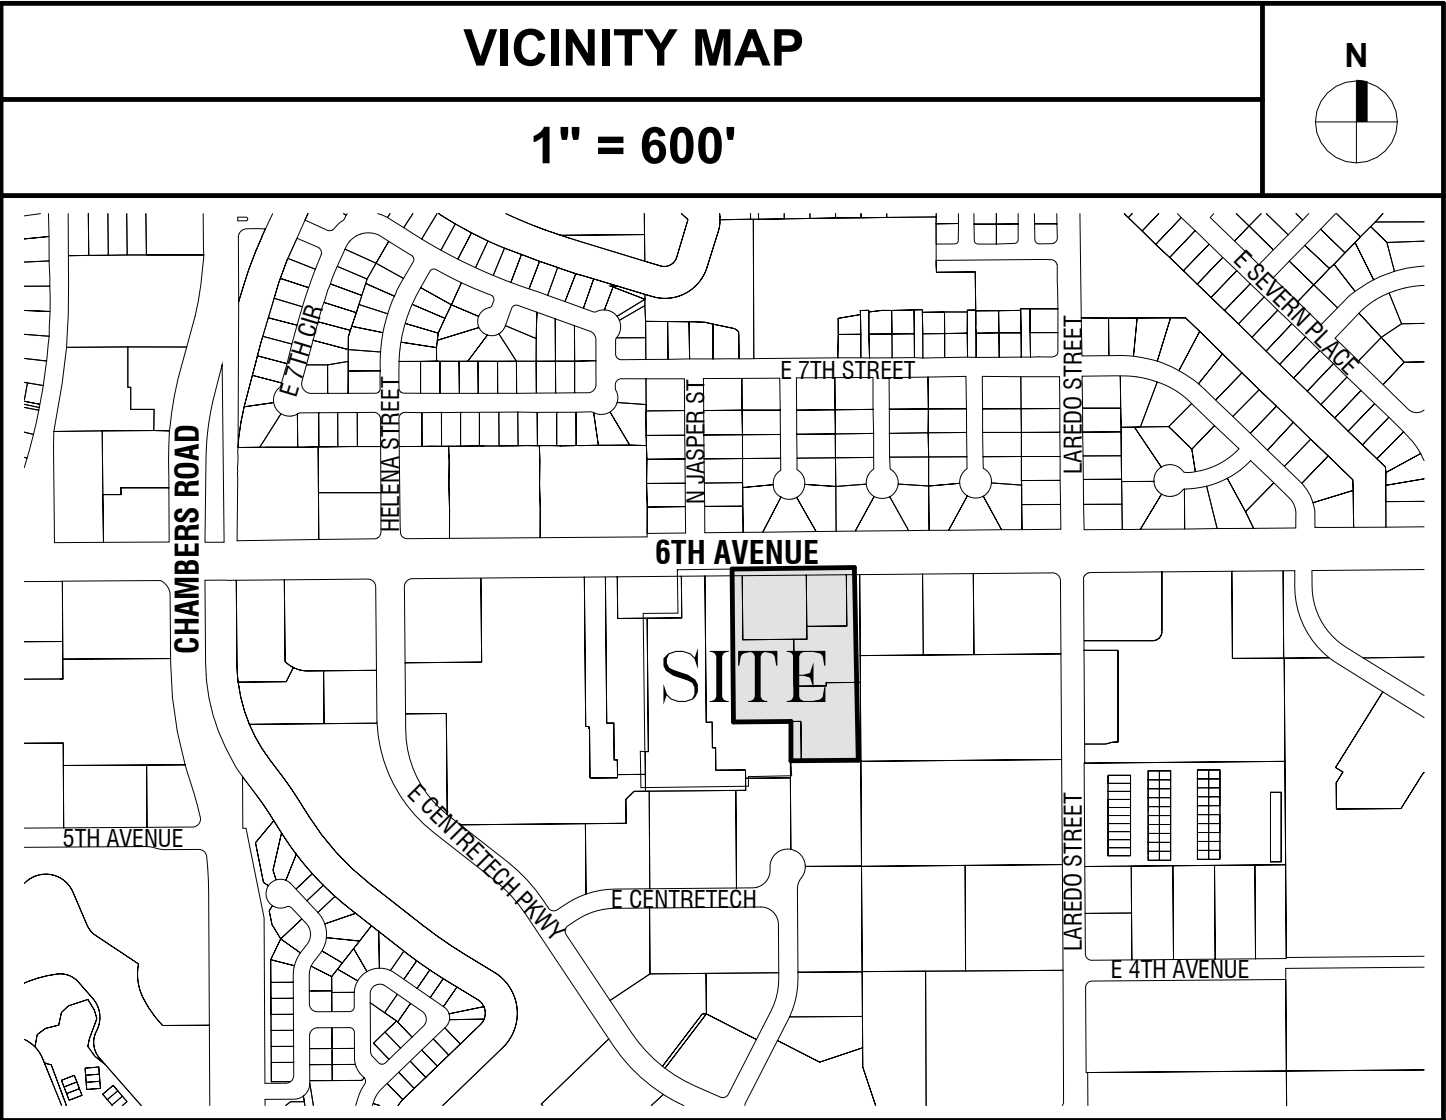 VICINITY MAP
N
1" = 600'
E SEVERN PLACE
E 7TH CIR
LAREDO STREET
E 7TH STREET
HELENA STREET
N JASPER ST
CHAMBERS ROAD
6TH AVENUE
SITE
5TH AVENUE
E CENTRETECH PKWY
LAREDO STREET
E CENTRETECH
E 4TH AVENUE